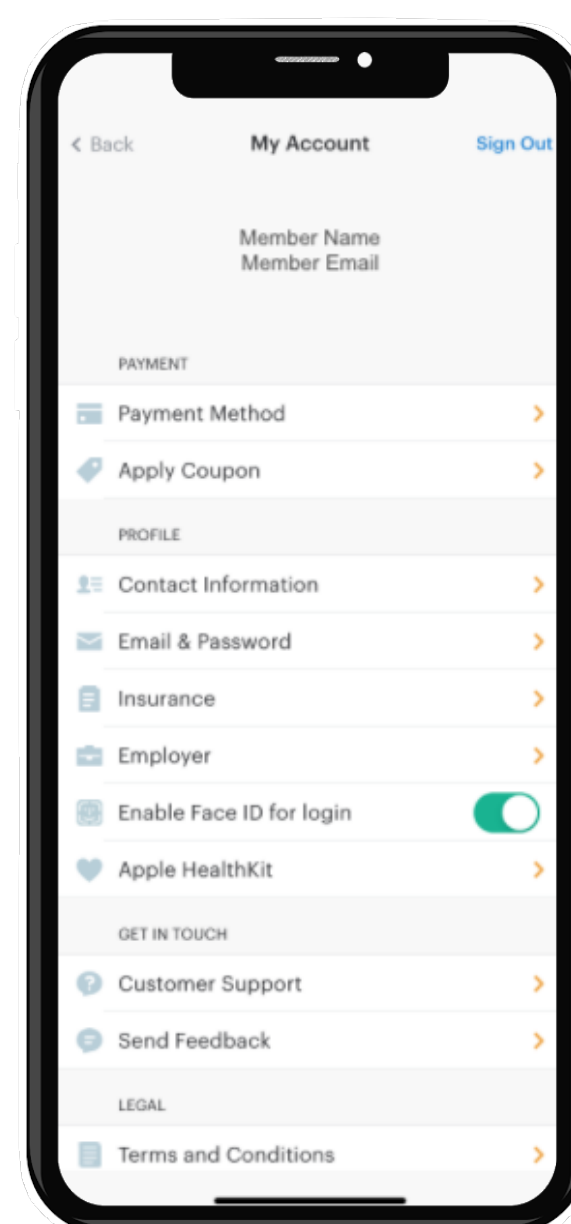 Back
My Account
Sign Out
Member Name
Member Email
PAYMENT
Payment Method
Apply Coupon
PROFILE
Contact Information
Email & Password
Insurance
Employer
Enable Face ID for login
Apple HealthKit
GET IN TOUCH
Customer Support
Send Feedback
LEGAL
Terms and Conditions